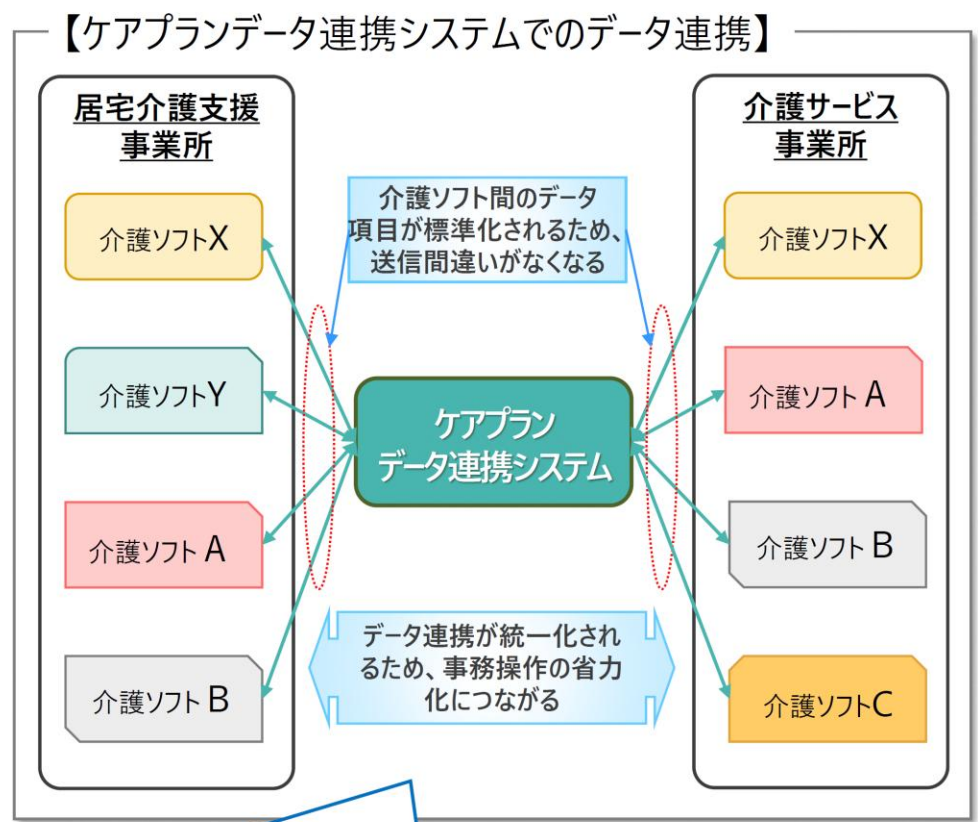 【ケアプランデータ連携システムでのデータ連携】
居宅介護支援
事業所
介護ソフトX
介護ソフトY
介護ソフト A
介護ソフト B
介護ソフト間のデータ
項目が標準化されるため、
送信間違いがなくなる
ケアプラン
データ連携システム
データ連携が統一化され
るため、事務操作の省力
化につながる
介護サービス
事業所
介護ソフトX
介護ソフト A
介護ソフト B
介護ソフトC